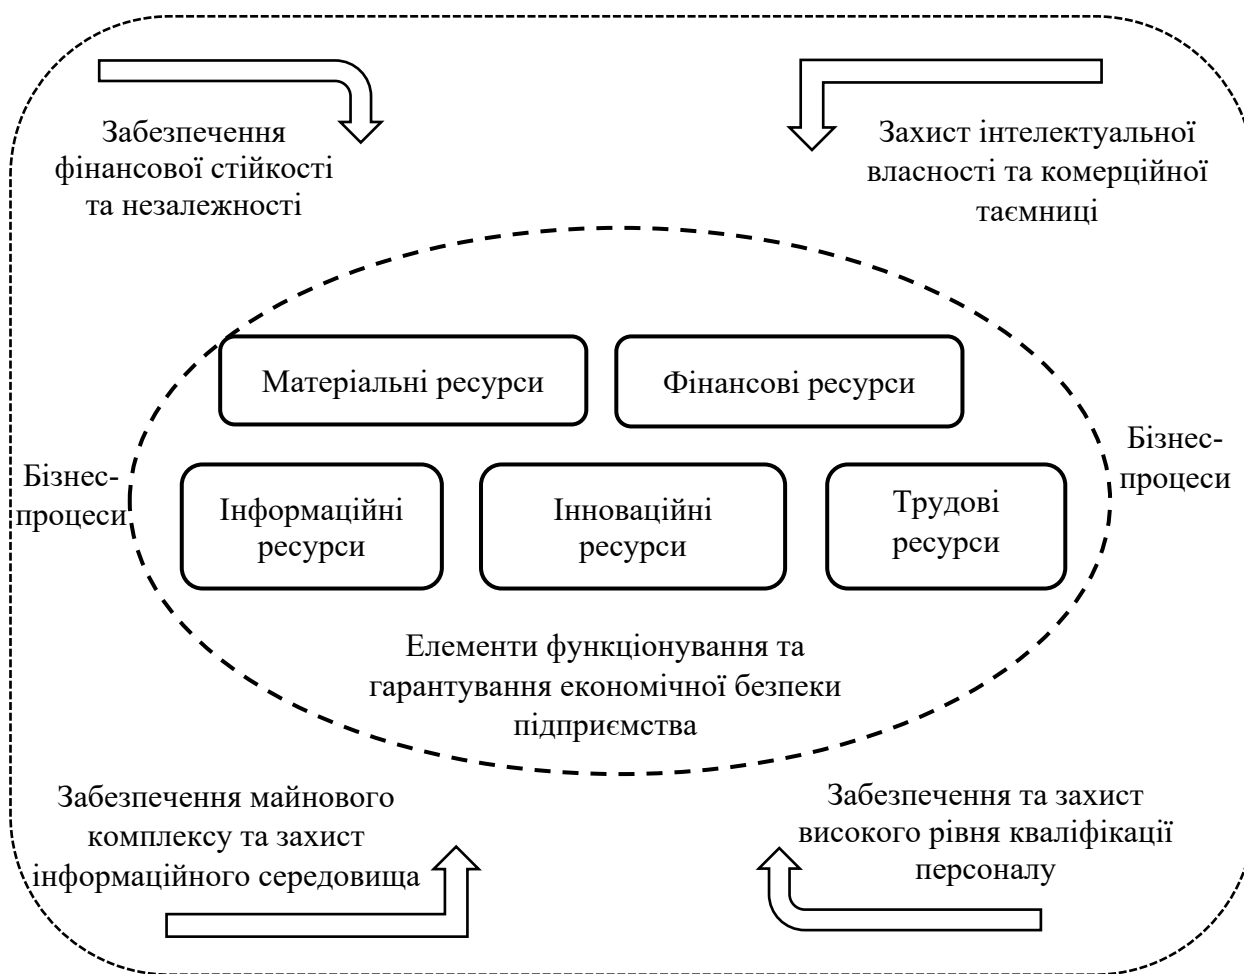 Забезпечення
фінансової стійкості
та незалежності
Захист інтелектуальної
власності та комерційної
таємниці
Матеріальні ресурси
Фінансові ресурси
Бізнес-
процеси
Інформаційні
ресурси
Інноваційні
ресурси
Трудові
ресурси
Бізнес-
процеси
Елементи функціонування та
гарантування економічної безпеки
підприємства
Забезпечення майнового
комплексу та захист
інформаційного середовища
Забезпечення та захист
високого рівня кваліфікації
персоналу